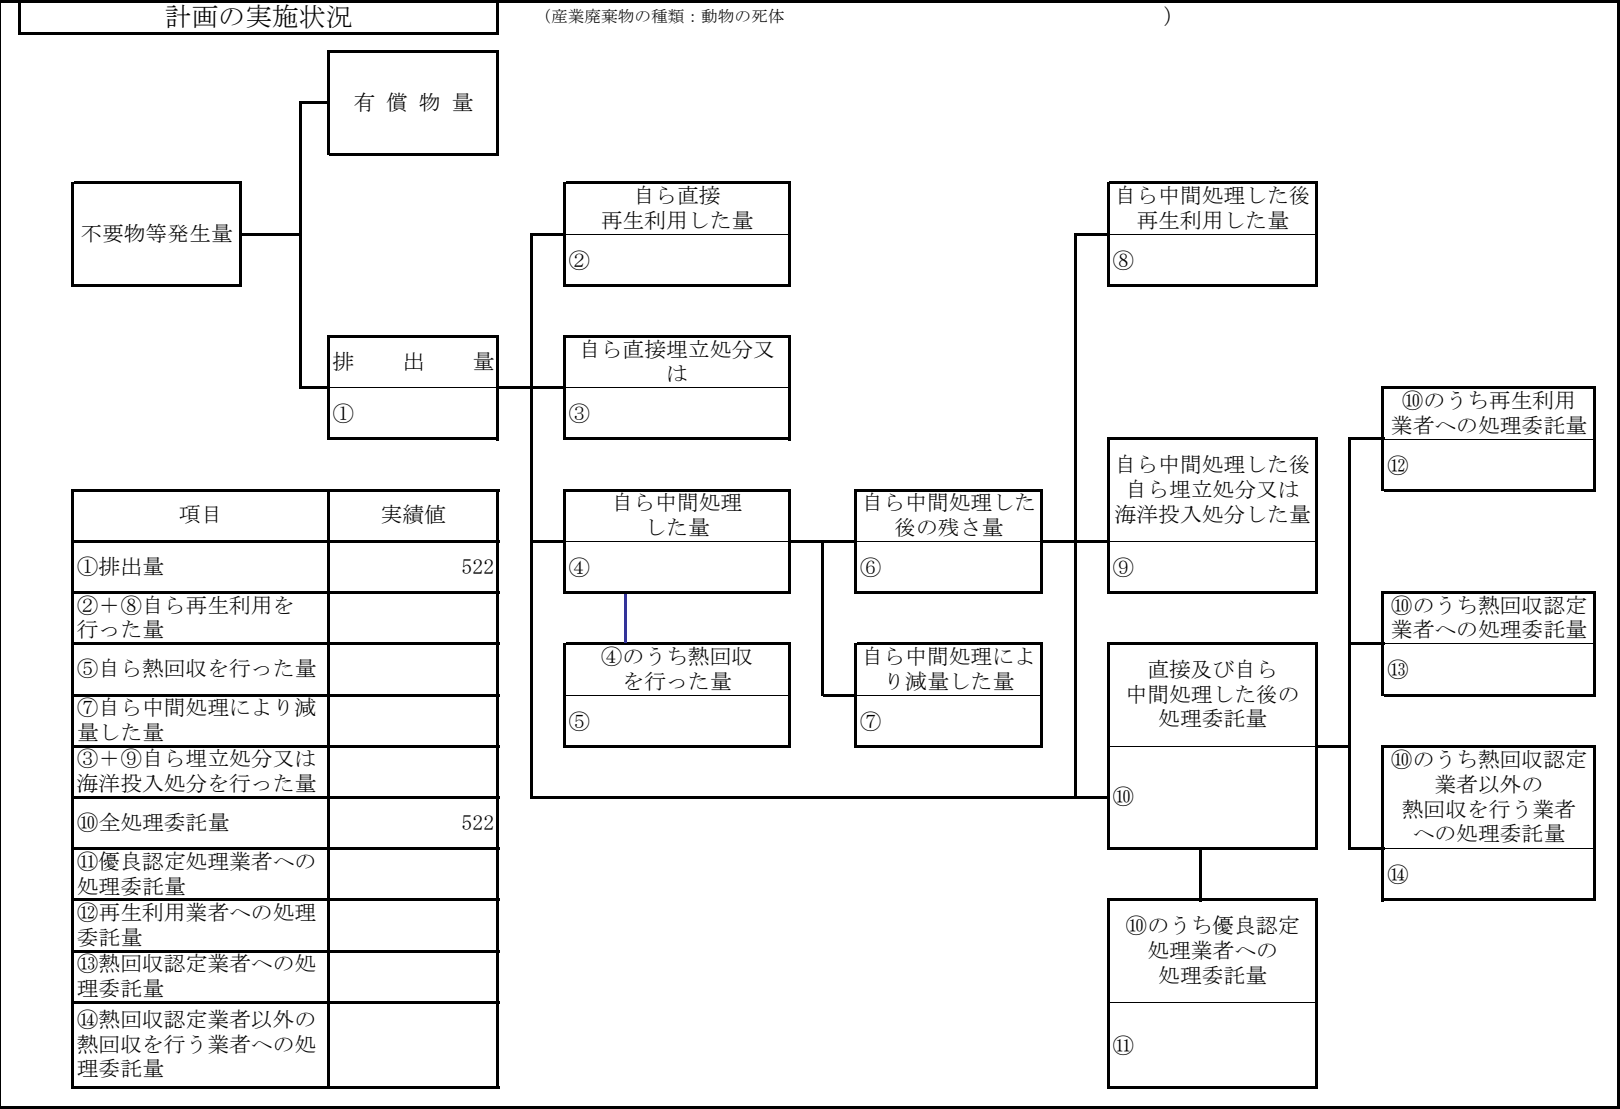 計画の実施状況
（産業廃棄物の種類：動物の死体　）
有 償 物 量
不要物等発生量
自ら直接
再生利用した量
②
自ら中間処理した後
再生利用した量
⑧
排 出 量
①
自ら直接埋立処分又
は
③
⑩のうち再生利用
業者への処理委託量
⑫
自ら中間処理した後
自ら埋立処分又は
海洋投入処分した量
⑨
自ら中間処理
した量
④
自ら中間処理した
後の残さ量
⑥
④のうち熱回収
を行った量
⑤
自ら中間処理によ
り減量した量
⑦
直接及び自ら
中間処理した後の
処理委託量
⑩
⑩のうち熱回収認定
業者への処理委託量
⑬
⑩のうち熱回収認定
業者以外の
熱回収を行う業者
への処理委託量
⑭
⑩のうち優良認定
処理業者への
処理委託量
⑪
項目 実績値
①排出量 522
②＋⑧自ら再生利用を
行った量
⑤自ら熱回収を行った量
⑦自ら中間処理により減
量した量
③＋⑨自ら埋立処分又は
海洋投入処分を行った量
⑩全処理委託量 522
⑪優良認定処理業者への
処理委託量
⑫再生利用業者への処理
委託量
⑬熱回収認定業者への処
理委託量
⑭熱回収認定業者以外の
熱回収を行う業者への処
理委託量